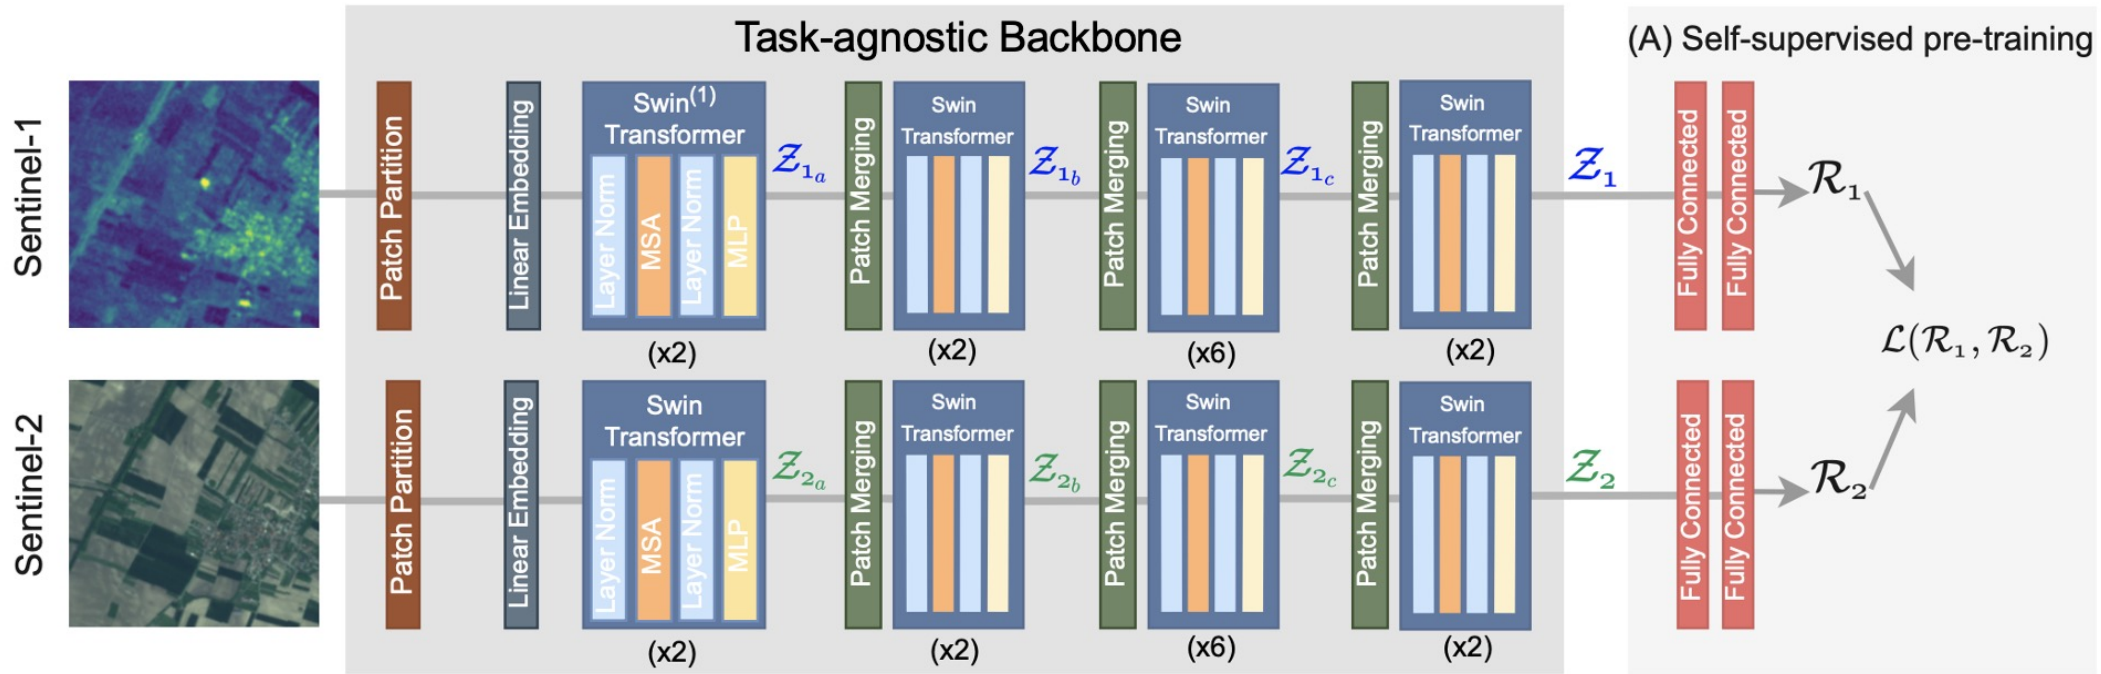 Task-agnostic Backbone
(A) Self-supervised pre-training
Sentinel-1
Patch Partition
Linear Embedding
Swin(1)
Transformer
Layer Norm
MSA
Layer Norm
MLP
(x2)
Z1a
Patch Merging
Swin
Transformer
(x2)
Z1b
Patch Merging
Swin
Transformer
(x6)
Z1c
Patch Merging
Swin
Transformer
(x2)
Z1
Fully Connected
Fully Connected
R1
L(R1, R2)
Sentinel-2
Patch Partition
Linear Embedding
Swin
Transformer
Layer Norm
MSA
Layer Norm
MLP
(x2)
Z2a
Patch Merging
Swin
Transformer
(x2)
Z2b
Patch Merging
Swin
Transformer
(x6)
Z2c
Patch Merging
Swin
Transformer
(x2)
Z2
Fully Connected
Fully Connected
R2